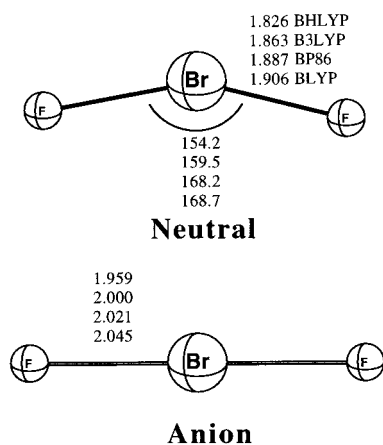 1.826 BHLYP
1.863 B3LYP
1.887 BP86
1.906 BLYP
Br
F
F
154.2
159.5
168.2
168.7
Neutral
1.959
2.000
2.021
2.045
F
Br
F
Anion